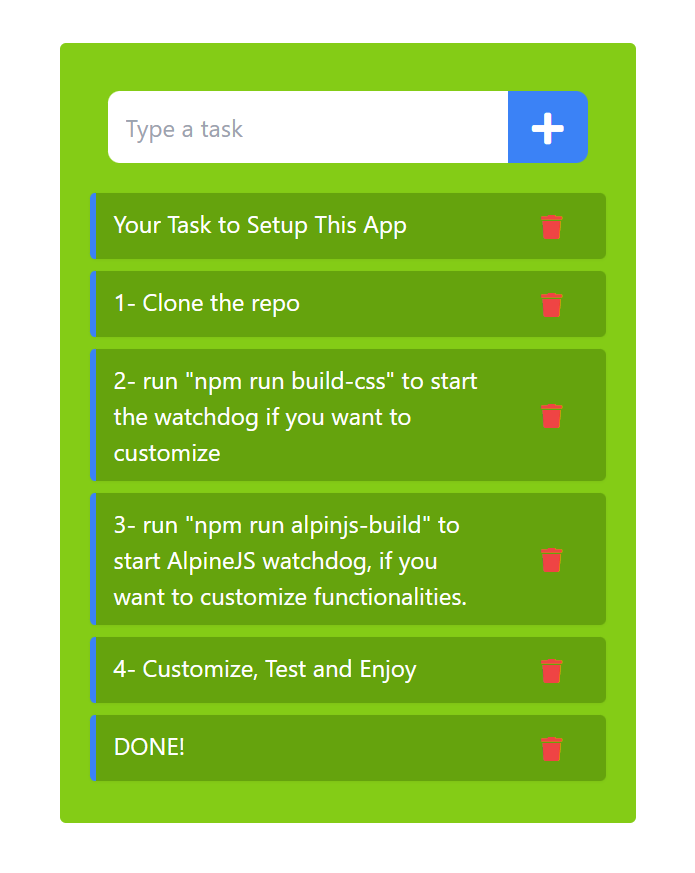 Type a task
Your Task to Setup This App
1- Clone the repo
2- run "npm run build-css" to start
the watchdog if you want to
customize
3- run "npm run alpinjs-build" to
start AlpineJS watchdog, if you
want to customize functionalities.
4- Customize, Test and Enjoy
DONE!